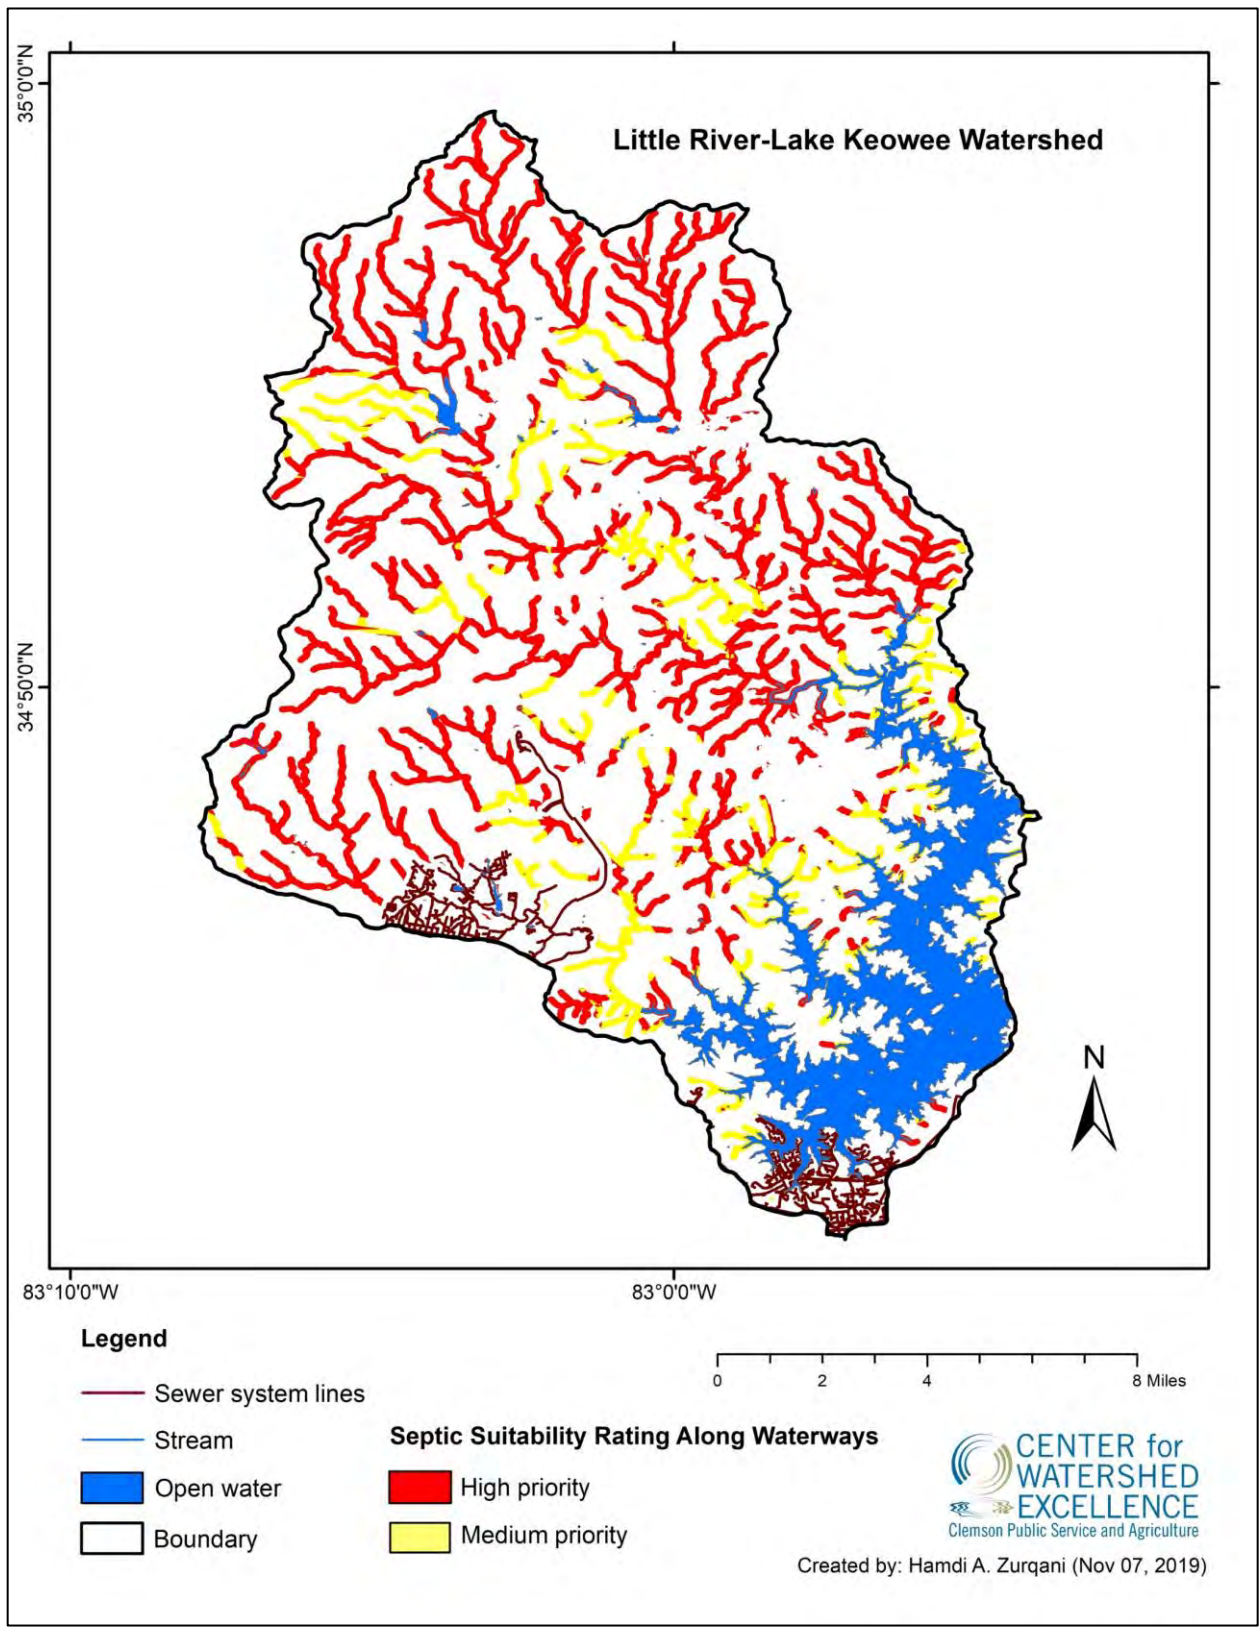 35°0'0"N
Little River-Lake Keowee Watershed
34°50'0"N
N
83°10'0"W
83°0'0"W
Legend
Sewer system lines
Stream
Open water
Boundary
Septic Suitability Rating Along Waterways
High priority
Medium priority
0 2 4 8 Miles
CENTER for
WATERSHED
EXCELLENCE
Clemson Public Service and Agriculture
Created by: Hamdi A. Zurqani (Nov 07, 2019)